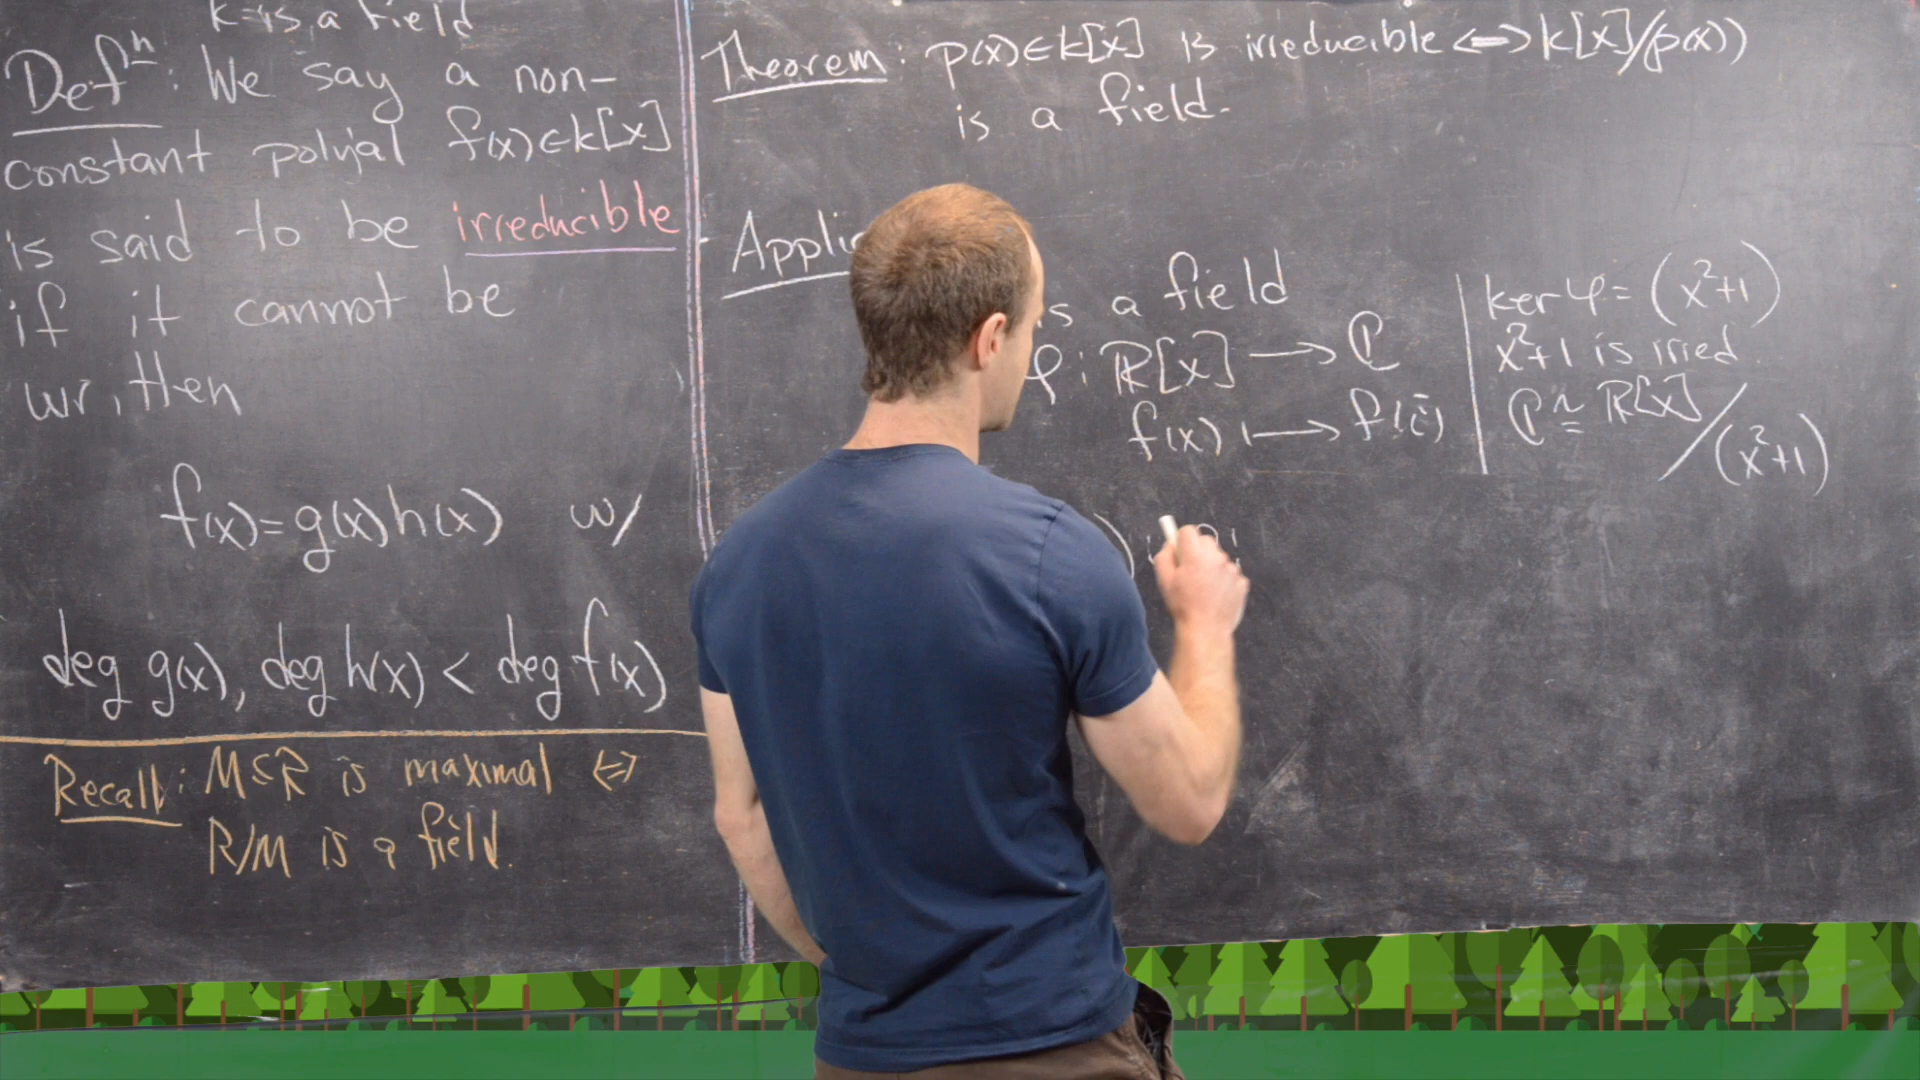 k is a field
Defⁿ: We say a non-
constant polyal f(x)∈k[x]
is said to be irreducible
if it cannot be
written
f(x)=g(x)h(x) w/
deg g(x), deg h(x) < deg f(x)
Recall: M⊂R is maximal ⇔
R/M is a field.
Theorem: p(x)∈k[x] is irreducible ⇔ k[x]/(p(x))
is a field.
is a field
φ: ℝ[x] → ℂ
f(x) ↦ f(i)
ker φ = (x²+1)
x²+1 is irred.
ℂ ≅ ℝ[x]/(x²+1)